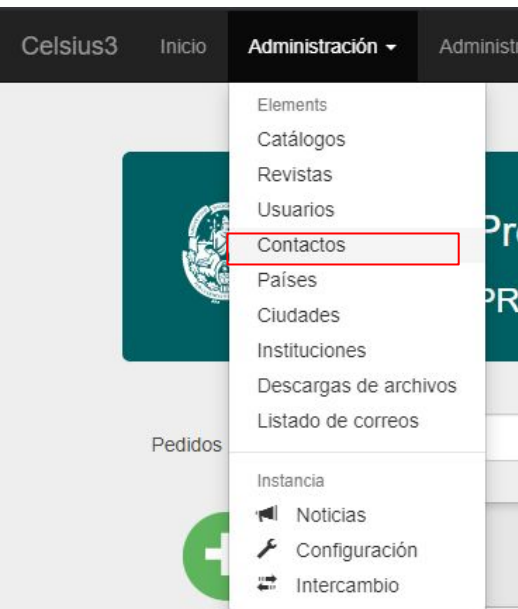 Celsius3 Inicio Administración Administr
Elements
Catálogos
Revistas
Usuarios
Contactos
Países
Ciudades
Instituciones
Descargas de archivos
Listado de correos
Pedidos
Instancia
Noticias
Configuración
Intercambio